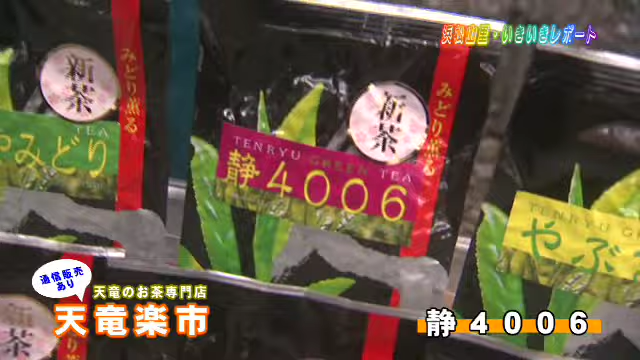 浜松山里・いきいきレポート
新茶
みどり薫る
TEA
やみどり
新茶
みどり薫る
TENRYU GREEN TEA
静4006
TENRYU
やぶ
新茶
通信販売
あり
天竜のお茶専門店
天竜楽市
静4006